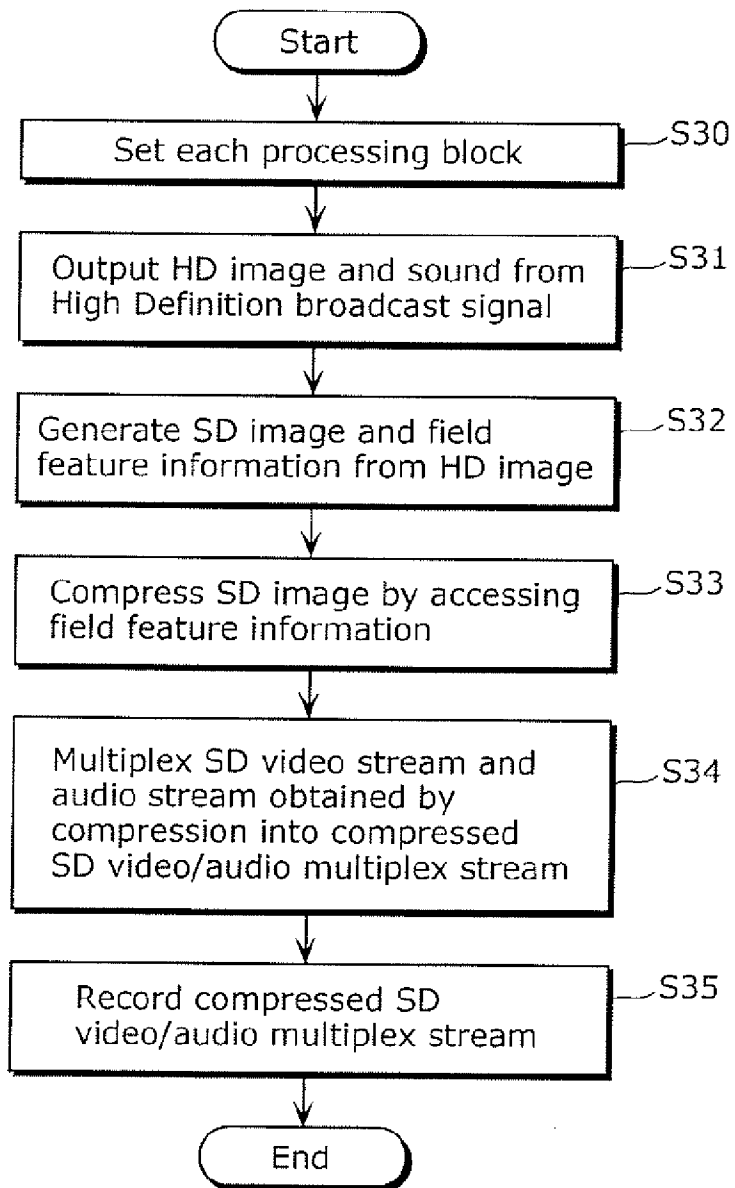 Start
Set each processing block
S30
Output HD image and sound from
High Definition broadcast signal
S31
Generate SD image and field
feature information from HD image
S32
Compress SD image by accessing
field feature information
S33
Multiplex SD video stream and
audio stream obtained by
compression into compressed
SD video/audio multiplex stream
S34
Record compressed SD
video/audio multiplex stream
S35
End